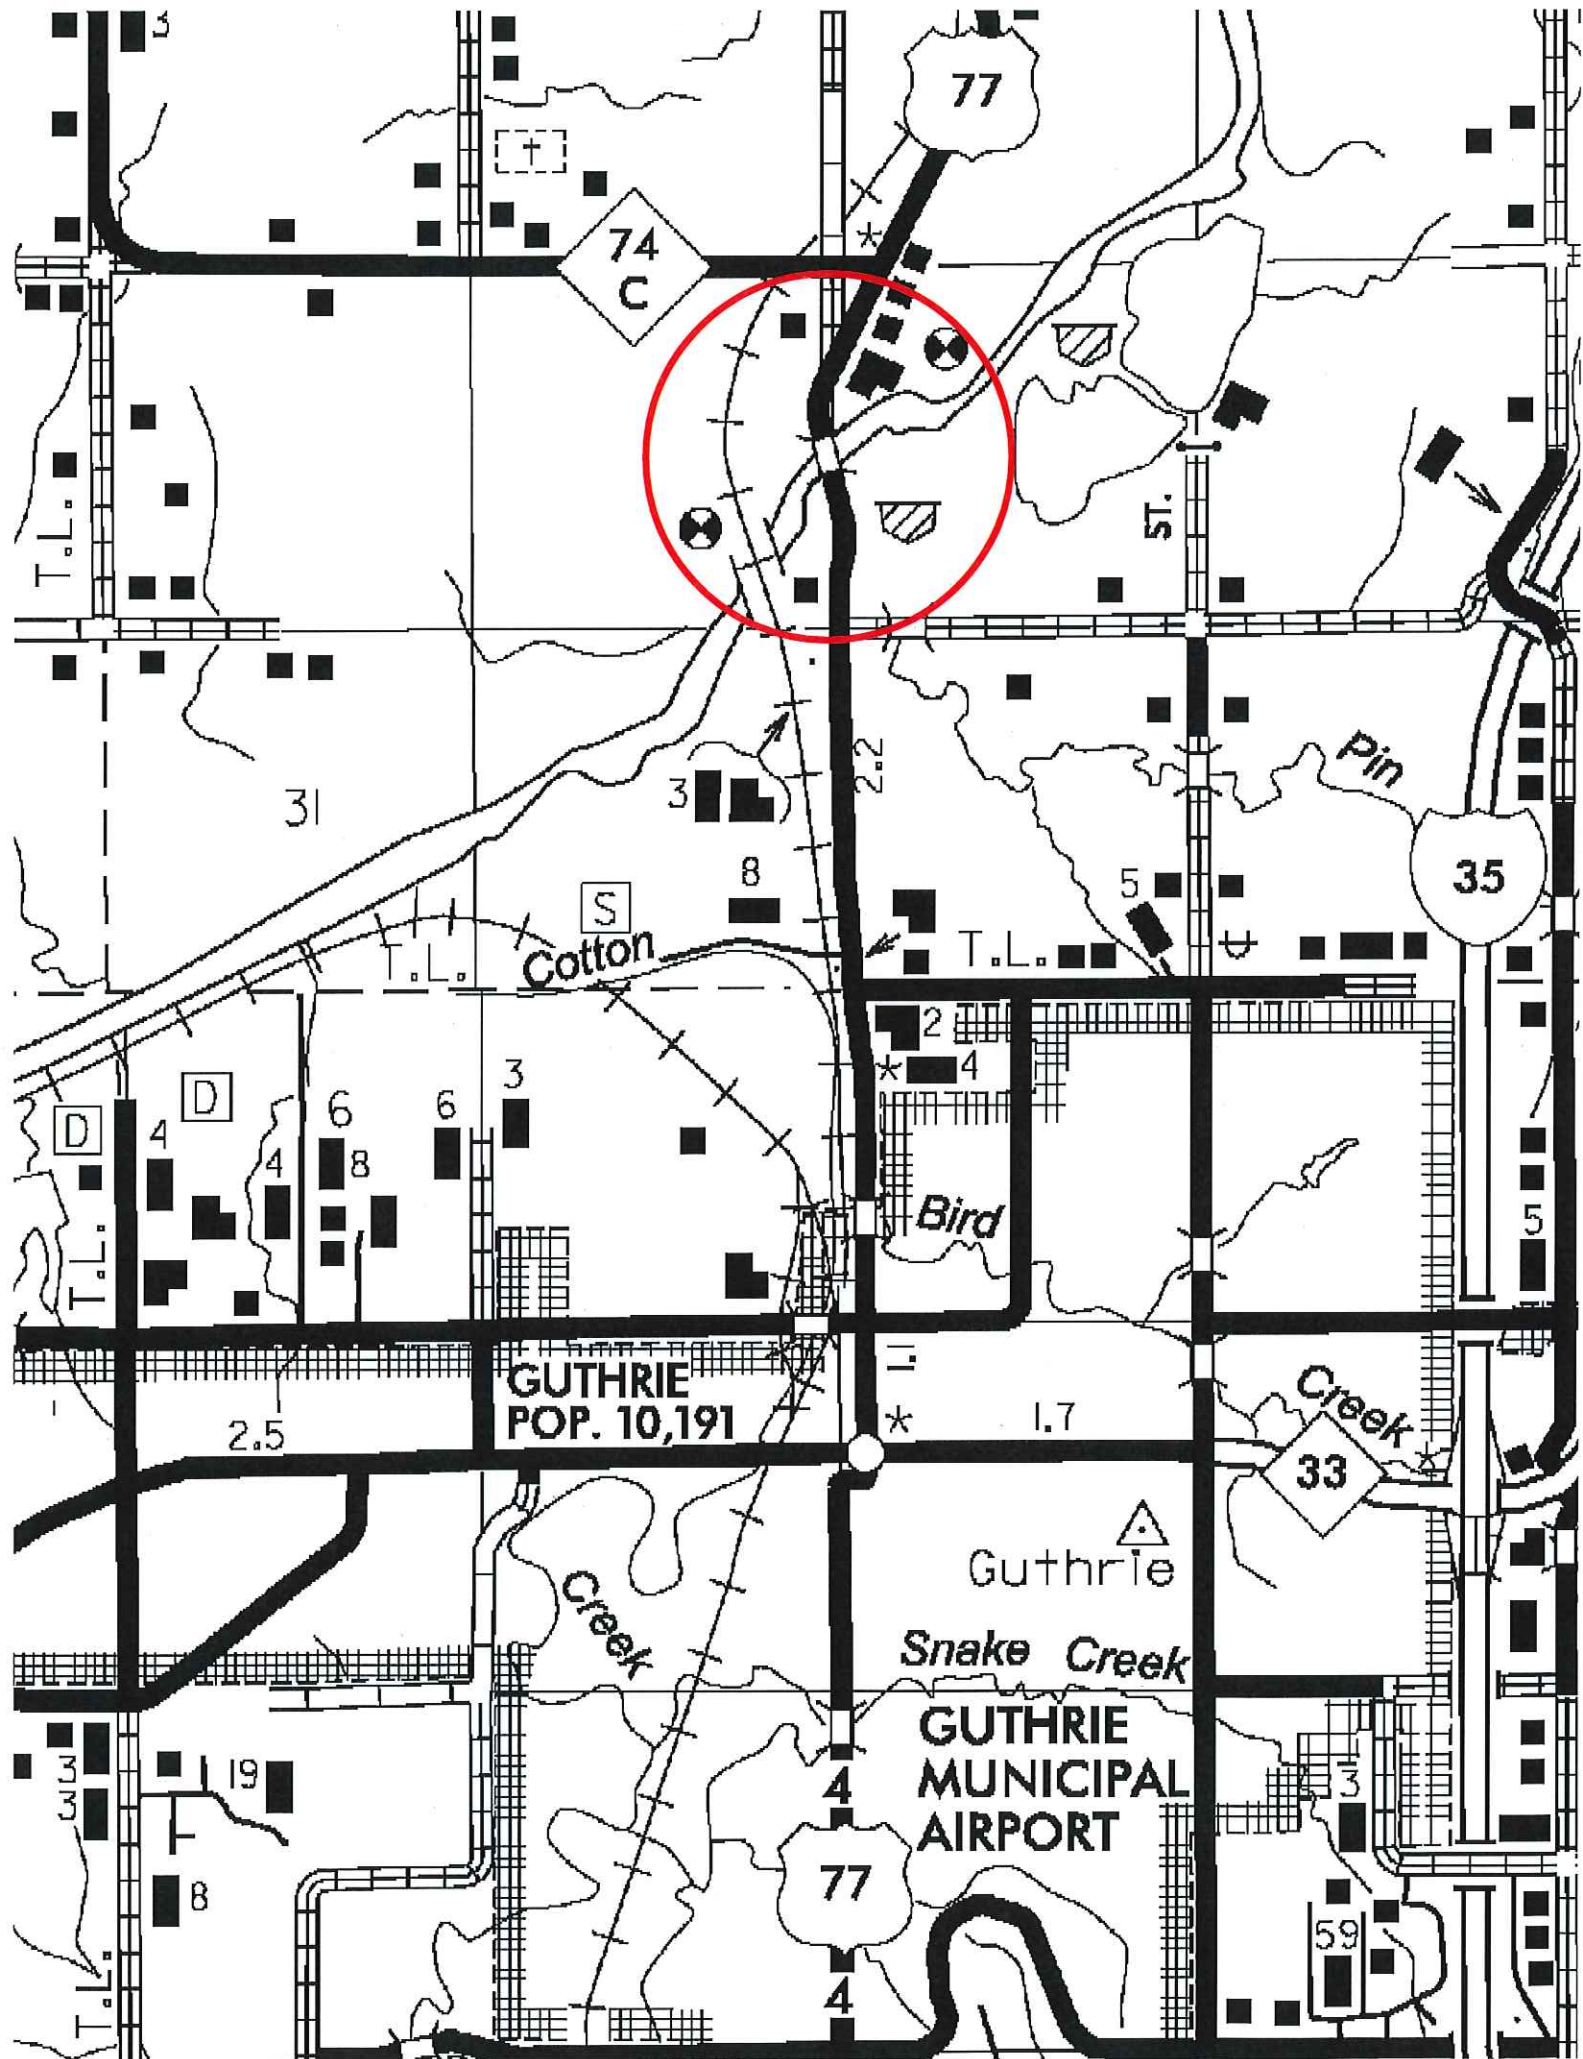 3
77
74
C
T.L.
ST.
2.2
Pin
31
3
8
5
35
S
Cotton
T.L.
T.L.
2
4
D
D
4
6
6
3
4
8
Bird
5
T.L.
GUTHRIE
POP. 10,191
1.1
1.7
Creek
2.5
33
Guthrie
Creek
Snake Creek
GUTHRIE
MUNICIPAL
AIRPORT
3
3
19
4
3
77
8
59
4
T.L.